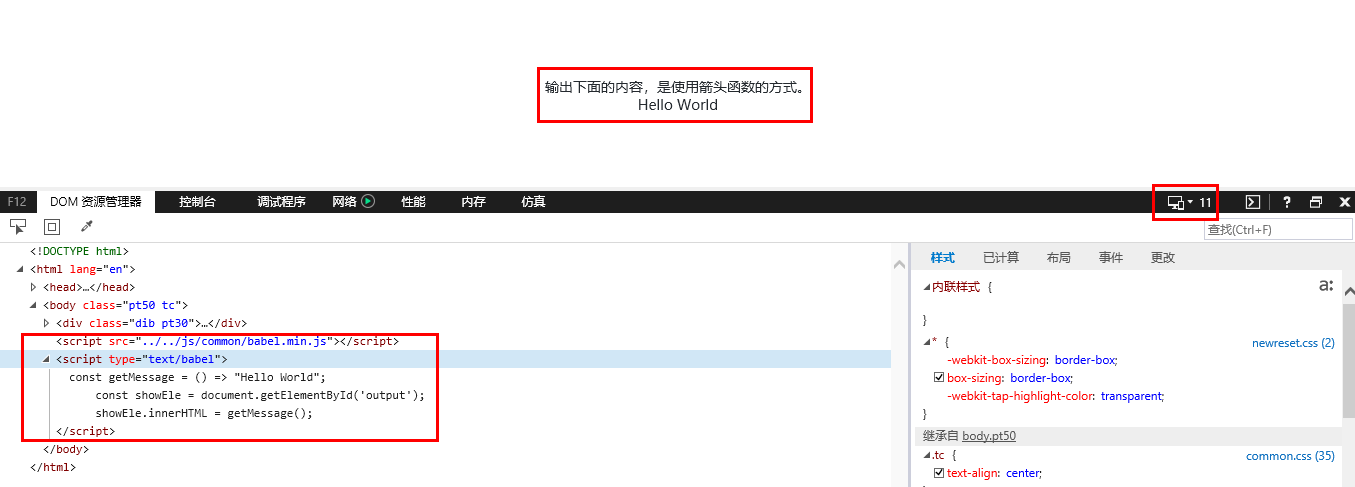 输出下面的内容，是使用箭头函数的方式。
Hello World
F12 DOM 资源管理器 控制台 调试程序 网络 性能 内存 仿真 11 ?
查找(Ctrl+F)
<!DOCTYPE html>
<html lang="en">
<head>…</head>
<body class="pt50 tc">
<div class="dib pt30">…</div>
<script src="../../js/common/babel.min.js"></script>
<script type="text/babel">
const getMessage = () => "Hello World";
const showEle = document.getElementById('output');
showEle.innerHTML = getMessage();
</script>
</body>
</html>
样式 已计算 布局 事件 更改
内联样式 { a:
}
* { newreset.css (2)
-webkit-box-sizing: border-box;
box-sizing: border-box;
-webkit-tap-highlight-color: transparent;
}
继承自 body.pt50
.tc { common.css (35)
text-align: center;